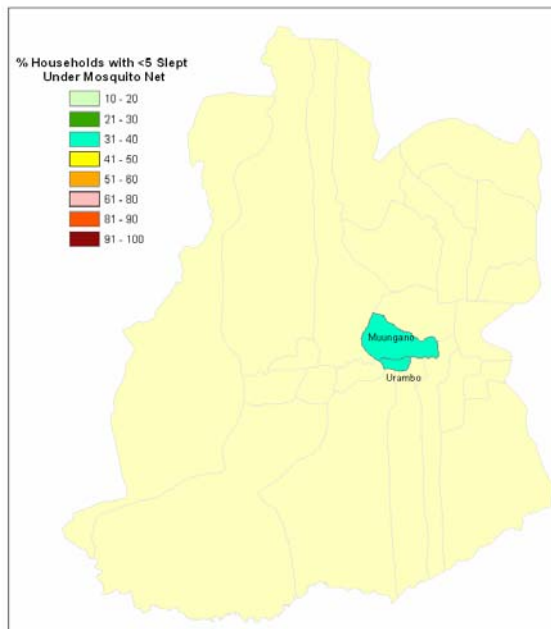 % Households with <5 Slept
Under Mosquito Net
10 - 20
21 - 30
31 - 40
41 - 50
51 - 60
61 - 80
81 - 90
91 - 100
Muungano
Urambo